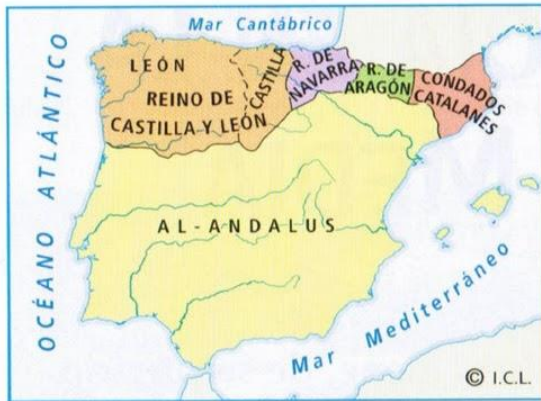 Mar Cantábrico
LEÓN
REINO DE
CASTILLA Y LEÓN
CASTILLA
R. DE
NAVARRA
R. DE
ARAGÓN
CONDADOS
CATALANES
OCÉANO ATLÁNTICO
AL-ANDALUS
Mar Mediterráneo
© I.C.L.